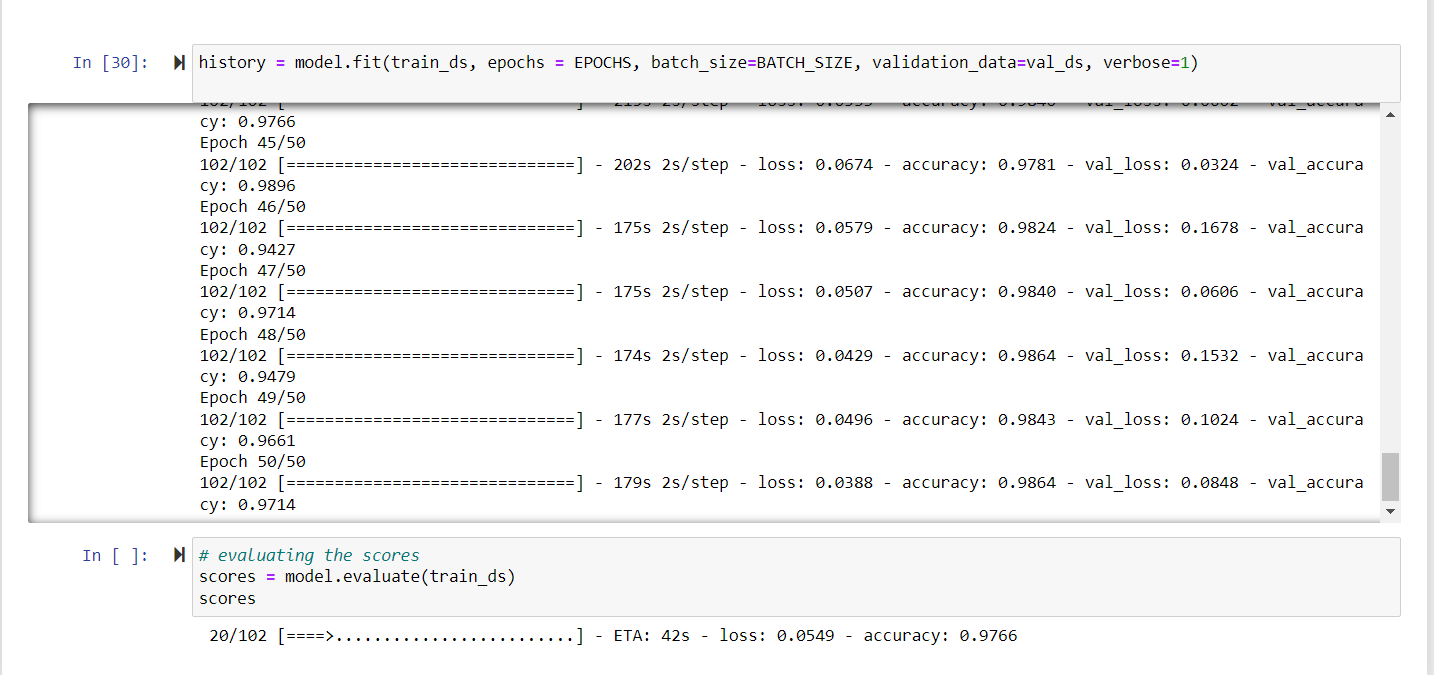 In [30]: history = model.fit(train_ds, epochs = EPOCHS, batch_size=BATCH_SIZE, validation_data=val_ds, verbose=1)
cy: 0.9766
Epoch 45/50
102/102 [==============================] - 202s 2s/step - loss: 0.0674 - accuracy: 0.9781 - val_loss: 0.0324 - val_accura
cy: 0.9896
Epoch 46/50
102/102 [==============================] - 175s 2s/step - loss: 0.0579 - accuracy: 0.9824 - val_loss: 0.1678 - val_accura
cy: 0.9427
Epoch 47/50
102/102 [==============================] - 175s 2s/step - loss: 0.0507 - accuracy: 0.9840 - val_loss: 0.0606 - val_accura
cy: 0.9714
Epoch 48/50
102/102 [==============================] - 174s 2s/step - loss: 0.0429 - accuracy: 0.9864 - val_loss: 0.1532 - val_accura
cy: 0.9479
Epoch 49/50
102/102 [==============================] - 177s 2s/step - loss: 0.0496 - accuracy: 0.9843 - val_loss: 0.1024 - val_accura
cy: 0.9661
Epoch 50/50
102/102 [==============================] - 179s 2s/step - loss: 0.0388 - accuracy: 0.9864 - val_loss: 0.0848 - val_accura
cy: 0.9714
In [ ]: # evaluating the scores
scores = model.evaluate(train_ds)
scores
20/102 [====>.........................] - ETA: 42s - loss: 0.0549 - accuracy: 0.9766